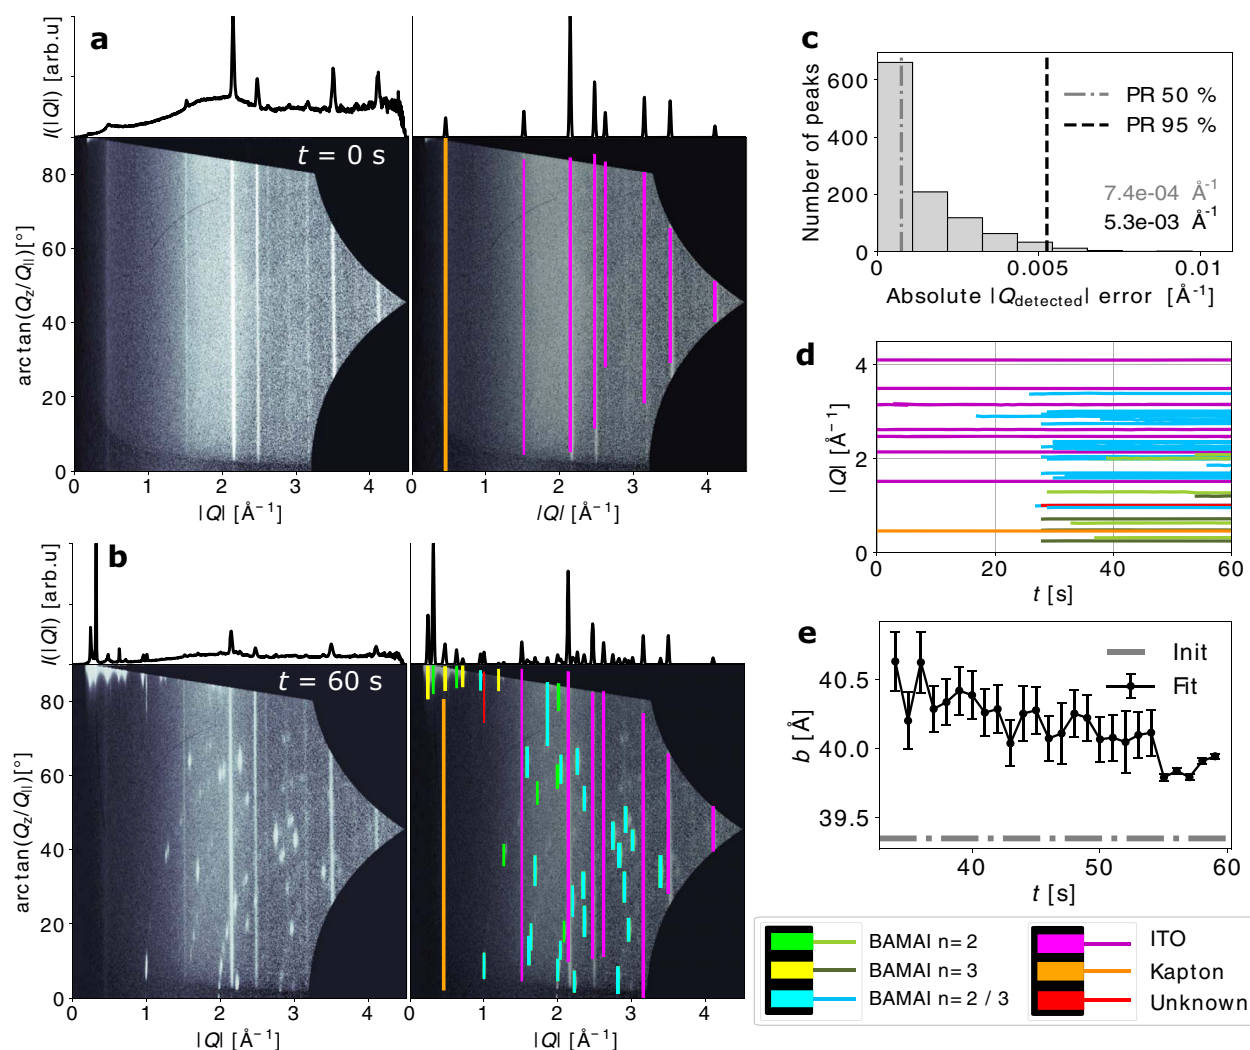 a
I(|Q|) [arb.u]
t = 0 s
80
60
40
20
0
arctan(Qz/Q||)[°]
0 1 2 3 4
|Q| [Å⁻¹]
0 1 2 3 4
|Q| [Å⁻¹]
b
I(|Q|) [arb.u]
t = 60 s
80
60
40
20
0
arctan(Qz/Q||)[°]
0 1 2 3 4
|Q| [Å⁻¹]
0 1 2 3 4
|Q| [Å⁻¹]
c
Number of peaks
600
400
200
0
PR 50 %
PR 95 %
7.4e-04 Å⁻¹
5.3e-03 Å⁻¹
0 0.005 0.01
Absolute |Qdetected| error [Å⁻¹]
d
|Q| [Å⁻¹]
4
2
0
0 20 40 60
t [s]
e
b [Å]
40.5
40.0
39.5
Init
Fit
40 50 60
t [s]
BAMAI n= 2
BAMAI n= 3
BAMAI n= 2 / 3
ITO
Kapton
Unknown